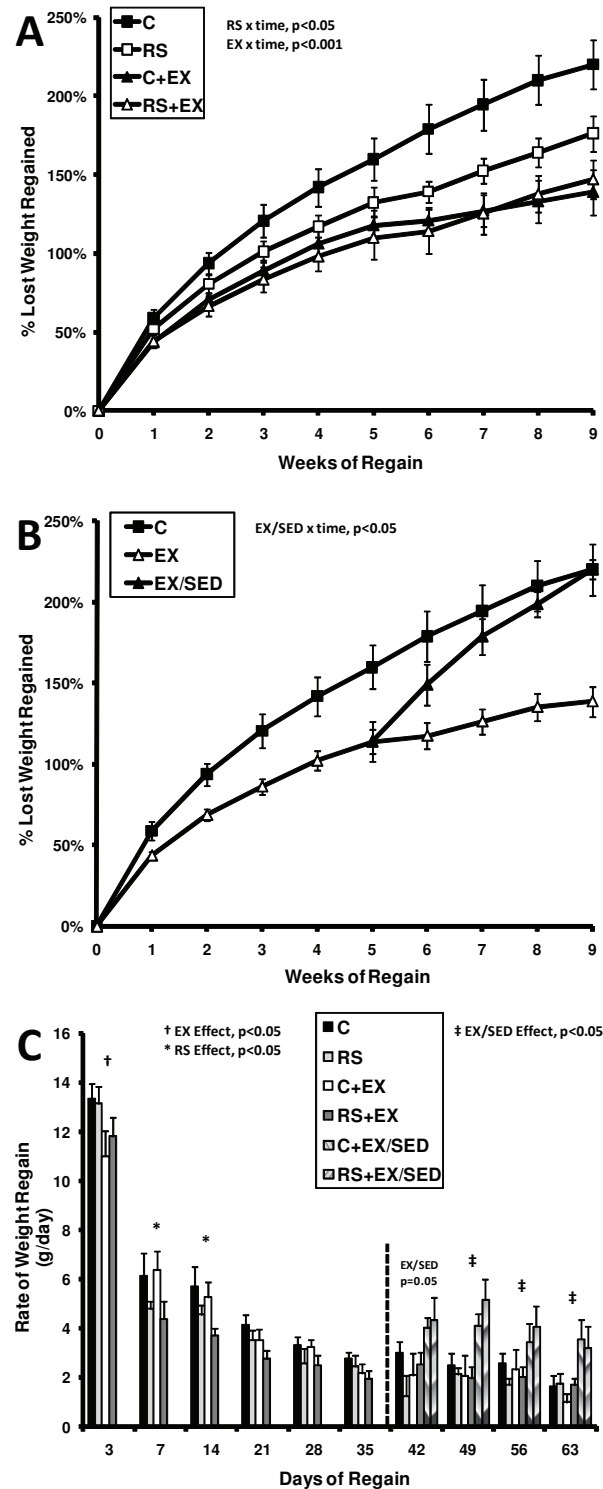 A
C
RS
C+EX
RS+EX
RS x time, p<0.05
EX x time, p<0.001
250%
200%
150%
100%
50%
0%
% Lost Weight Regained
0 1 2 3 4 5 6 7 8 9
Weeks of Regain
B
C
EX
EX/SED
EX/SED x time, p<0.05
250%
200%
150%
100%
50%
0%
% Lost Weight Regained
0 1 2 3 4 5 6 7 8 9
Weeks of Regain
C
† EX Effect, p<0.05
* RS Effect, p<0.05
C
RS
C+EX
RS+EX
C+EX/SED
RS+EX/SED
‡ EX/SED Effect, p<0.05
16
14
12
10
8
6
4
2
0
Rate of Weight Regain
(g/day)
†
*
*
EX/SED
p=0.05
‡
‡
‡
3 7 14 21 28 35 42 49 56 63
Days of Regain